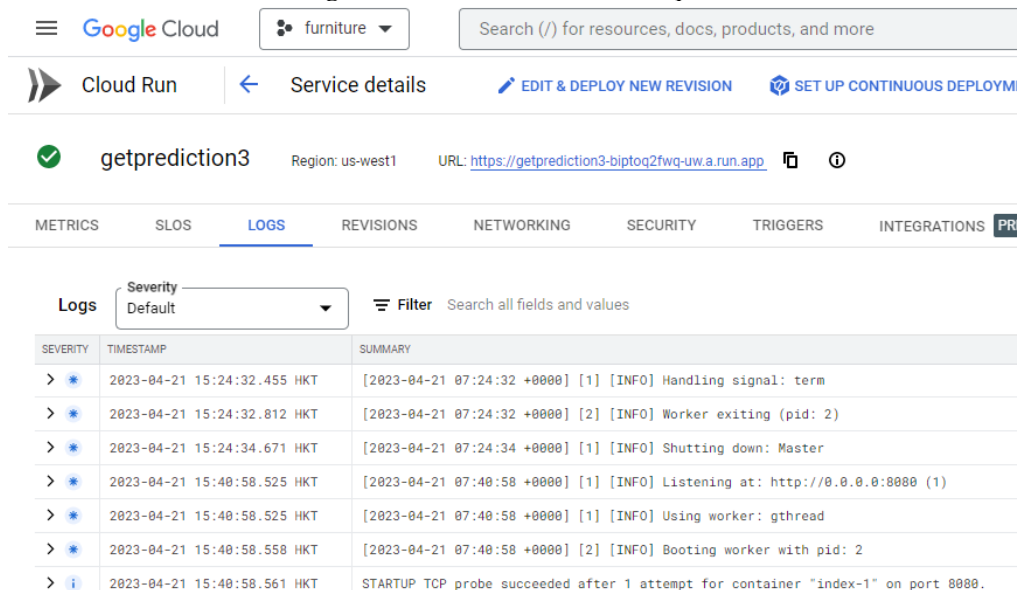 Google Cloud furniture Search (/) for resources, docs, products, and more
Cloud Run Service details EDIT & DEPLOY NEW REVISION SET UP CONTINUOUS
getprediction3 Region: us-west1 URL: https://getprediction3-biptoq2fwq-uw.a.run.app
METRICS SLOS LOGS REVISIONS NETWORKING SECURITY TRIGGERS INTEGRATIONS
Severity
Logs Default Filter Search all fields and values
SEVERITY TIMESTAMP SUMMARY
2023-04-21 15:24:32.455 HKT [2023-04-21 07:24:32 +0000] [1] [INFO] Handling signal: term
2023-04-21 15:24:32.812 HKT [2023-04-21 07:24:32 +0000] [2] [INFO] Worker exiting (pid: 2)
2023-04-21 15:24:34.671 HKT [2023-04-21 07:24:34 +0000] [1] [INFO] Shutting down: Master
2023-04-21 15:40:58.525 HKT [2023-04-21 07:40:58 +0000] [1] [INFO] Listening at: http://0.0.0.0:8080 (1)
2023-04-21 15:40:58.525 HKT [2023-04-21 07:40:58 +0000] [1] [INFO] Using worker: gthread
2023-04-21 15:40:58.558 HKT [2023-04-21 07:40:58 +0000] [2] [INFO] Booting worker with pid: 2
2023-04-21 15:40:58.561 HKT STARTUP TCP probe succeeded after 1 attempt for container "index-1" on port 8080.